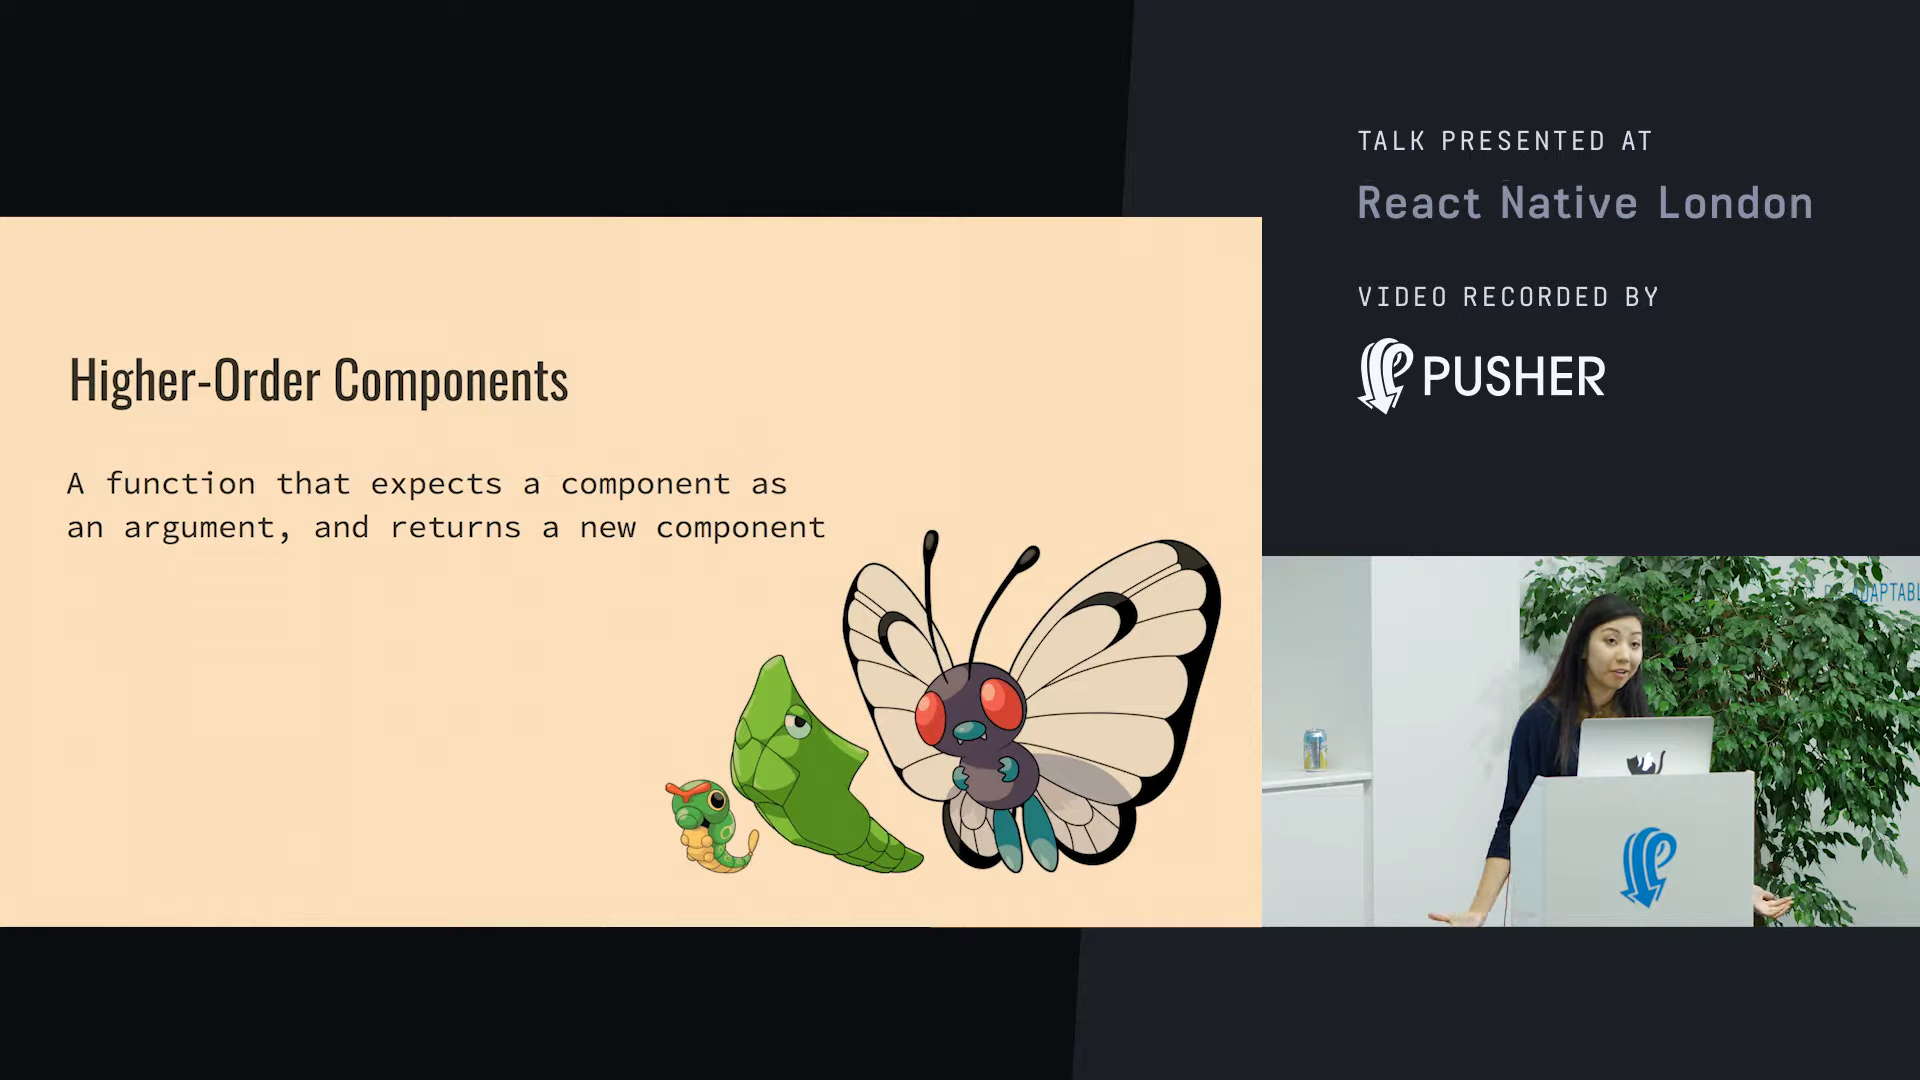 TALK PRESENTED AT
React Native London
VIDEO RECORDED BY
PUSHER
Higher-Order Components
A function that expects a component as
an argument, and returns a new component